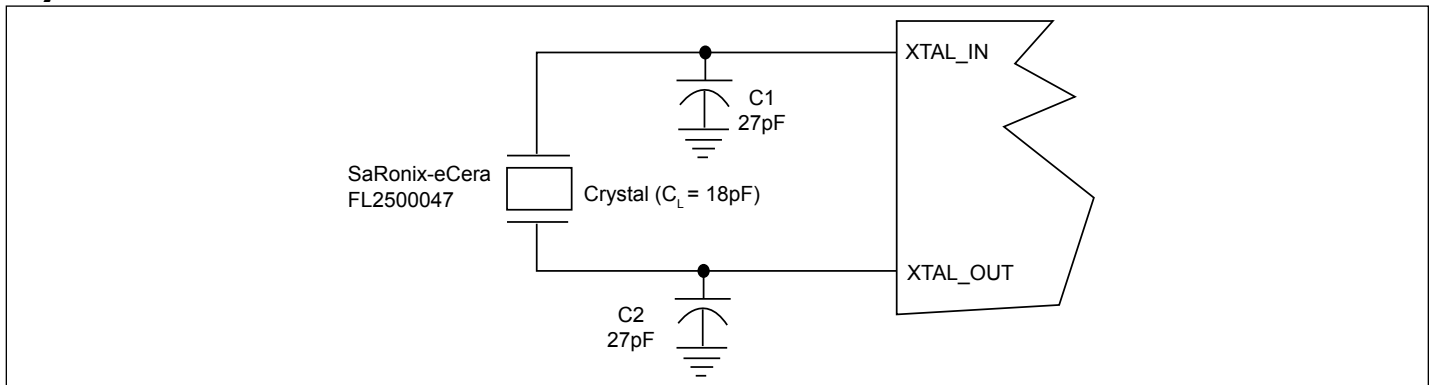 XTAL_IN
C1
27pF
SaRonix-eCera
FL2500047
Crystal (CL = 18pF)
XTAL_OUT
C2
27pF